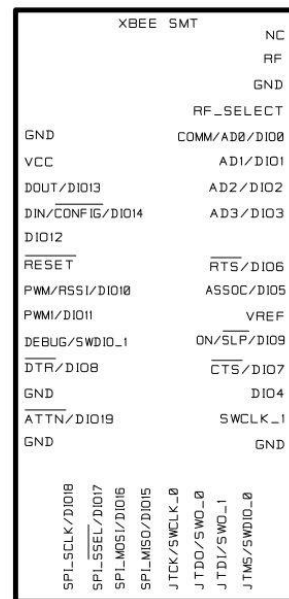 XBEE SMT
NC
RF
GND
RF_SELECT
GND
COMM/AD0/DIO0
VCC
AD1/DIO1
DOUT/DIO13
AD2/DIO2
DIN/CONFIG/DIO14
AD3/DIO3
DIO12
RESET
RTS/DIO6
PWM/RSSI/DIO10
ASSOC/DIO5
PWM1/DIO11
VREF
DEBUG/SWDIO_1
ON/SLP/DIO9
DTR/DIO8
CTS/DIO7
GND
DIO4
ATTN/DIO19
SWCLK_1
GND
GND
SPI_SCLK/DIO18
SPI_SSEL/DIO17
SPI_MOSI/DIO16
SPI_MISO/DIO15
JTCK/SWCLK_0
JTDO/SWO_0
JTDI/SWO_1
JTMS/SWDIO_0